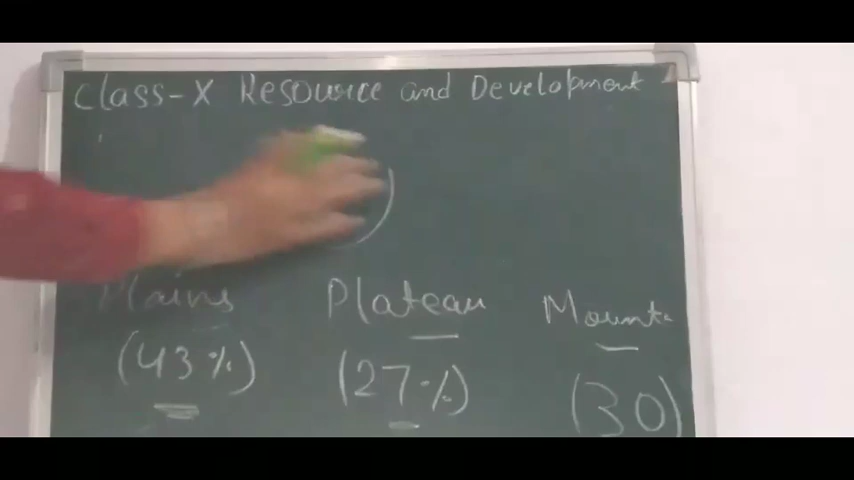 Class-X Resource and Development
Plains Plateau Mounta
(43%) (27%) (30)